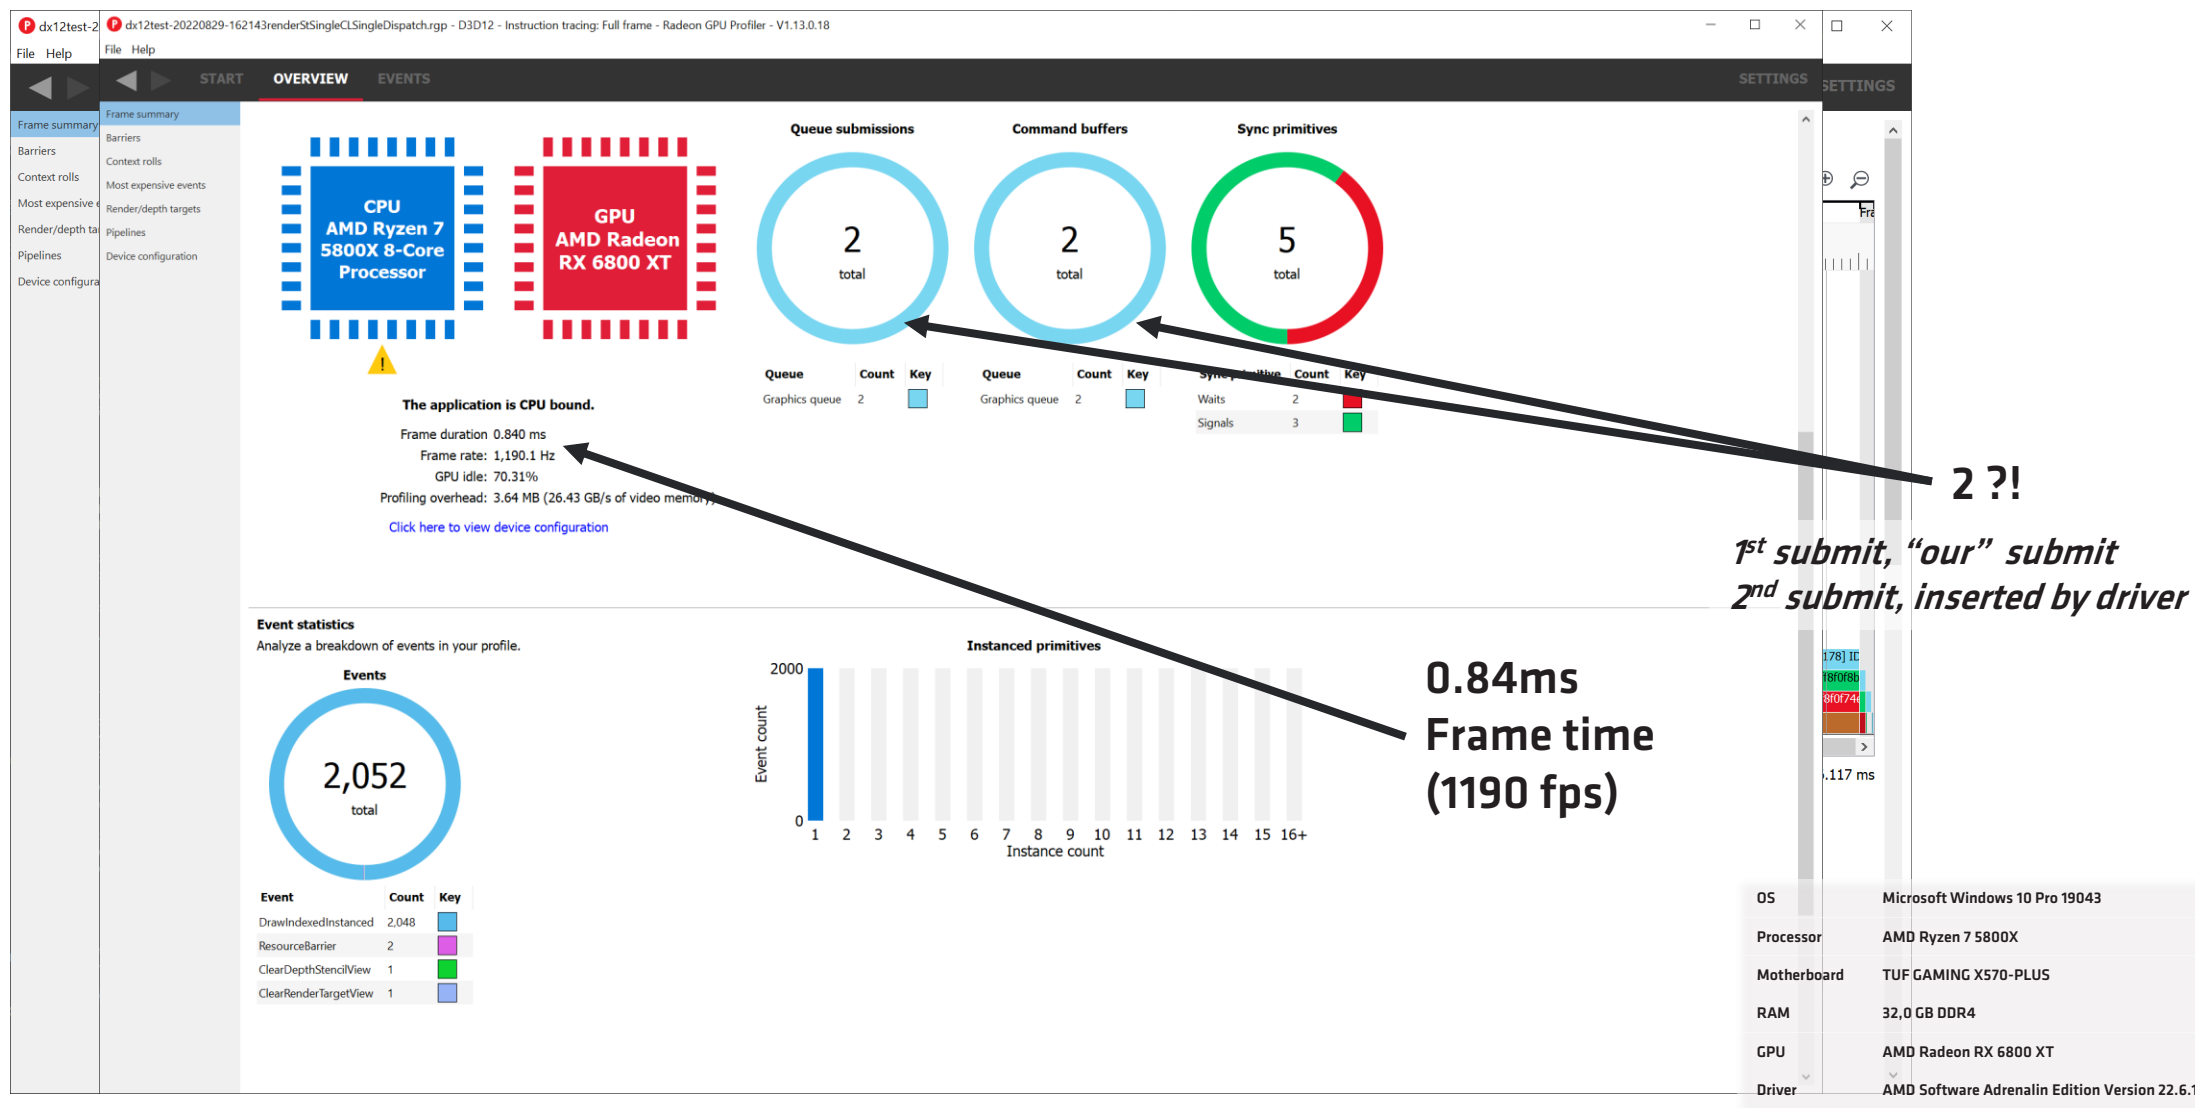 dx12test-2
File Help
Frame summary
Barriers
Context rolls
Most expensive e
Render/depth ta
Pipelines
Device configura
dx12test-20220829-162143renderStSingleCLSingleDispatch.rgp - D3D12 - Instruction tracing: Full frame - Radeon GPU Profiler - V1.13.0.18
File Help
START OVERVIEW EVENTS SETTINGS
SETTINGS
Frame summary
Barriers
Context rolls
Most expensive events
Render/depth targets
Pipelines
Device configuration
CPU
AMD Ryzen 7
5800X 8-Core
Processor
GPU
AMD Radeon
RX 6800 XT
!
The application is CPU bound.
Frame duration 0.840 ms
Frame rate: 1,190.1 Hz
GPU idle: 70.31%
Profiling overhead: 3.64 MB (26.43 GB/s of video memory)
Click here to view device configuration
Queue submissions
2
total
Queue Count Key
Graphics queue 2
Command buffers
2
total
Queue Count Key
Graphics queue 2
Sync primitives
5
total
Sync primitive Count Key
Waits 2
Signals 3
Fra
2 ?!
1st submit, “our” submit
2nd submit, inserted by driver
Event statistics
Analyze a breakdown of events in your profile.
Events
2,052
total
Event Count Key
DrawIndexedInstanced 2,048
ResourceBarrier 2
ClearDepthStencilView 1
ClearRenderTargetView 1
Instanced primitives
Event count
2000
0
1 2 3 4 5 6 7 8 9 10 11 12 13 14 15 16+
Instance count
0.84ms
Frame time
(1190 fps)
178] ID
f8f0f8b
8f0f74e
.117 ms
OS Microsoft Windows 10 Pro 19043
Processor AMD Ryzen 7 5800X
Motherboard TUF GAMING X570-PLUS
RAM 32,0 GB DDR4
GPU AMD Radeon RX 6800 XT
Driver AMD Software Adrenalin Edition Version 22.6.1